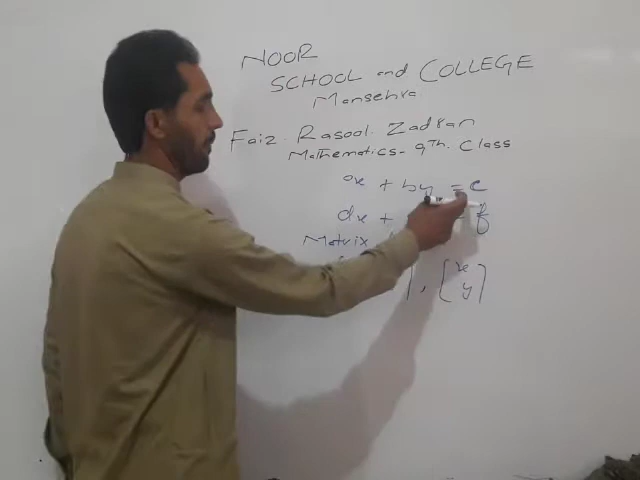 NOOR
SCHOOL and COLLEGE
Mansehra
Faiz Rasool Zadran
Mathematics - 9th. Class
ax + by = c
dx + = f
Matrix
, [x
y]